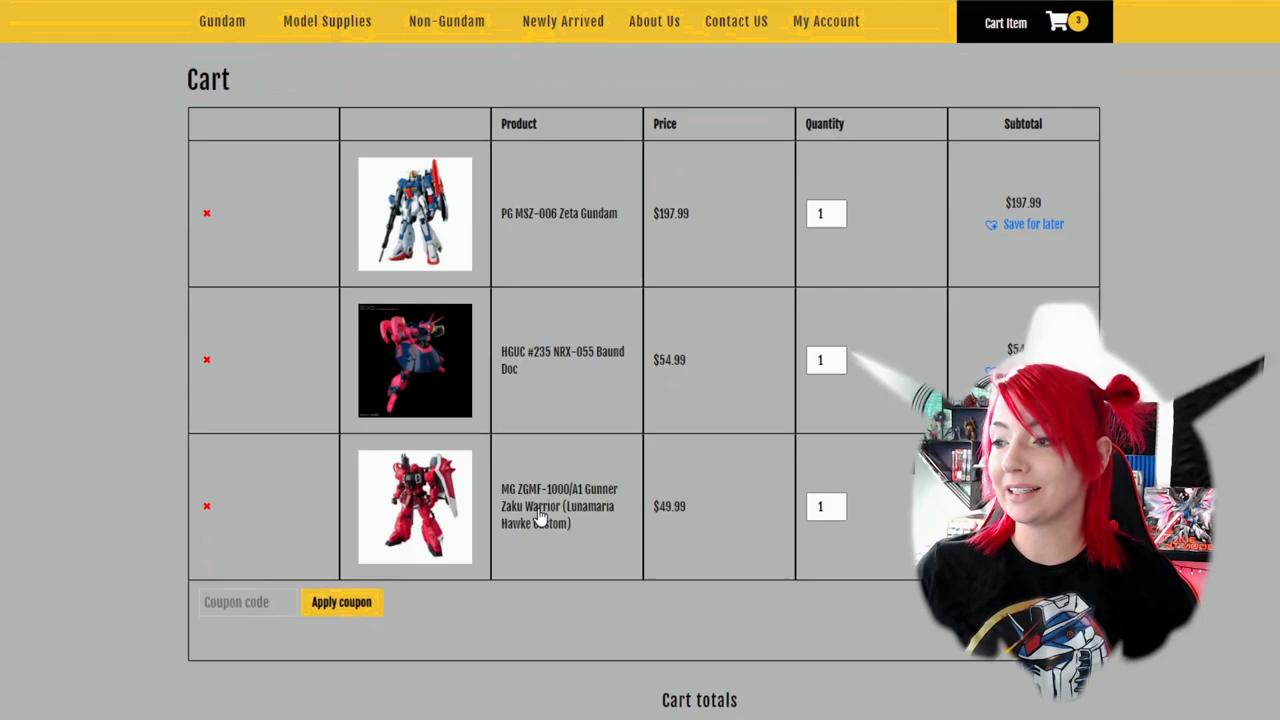 Gundam Model Supplies Non-Gundam Newly Arrived About Us Contact US My Account Cart Item 3
Cart
Product Price Quantity Subtotal
PG MSZ-006 Zeta Gundam $197.99 1 $197.99
Save for later
HGUC #235 NRX-055 Baund
Doc
$54.99 1 $54
MG ZGMF-1000/A1 Gunner
Zaku Warrior (Lunamaria
Hawke Custom)
$49.99 1
Coupon code Apply coupon
Cart totals